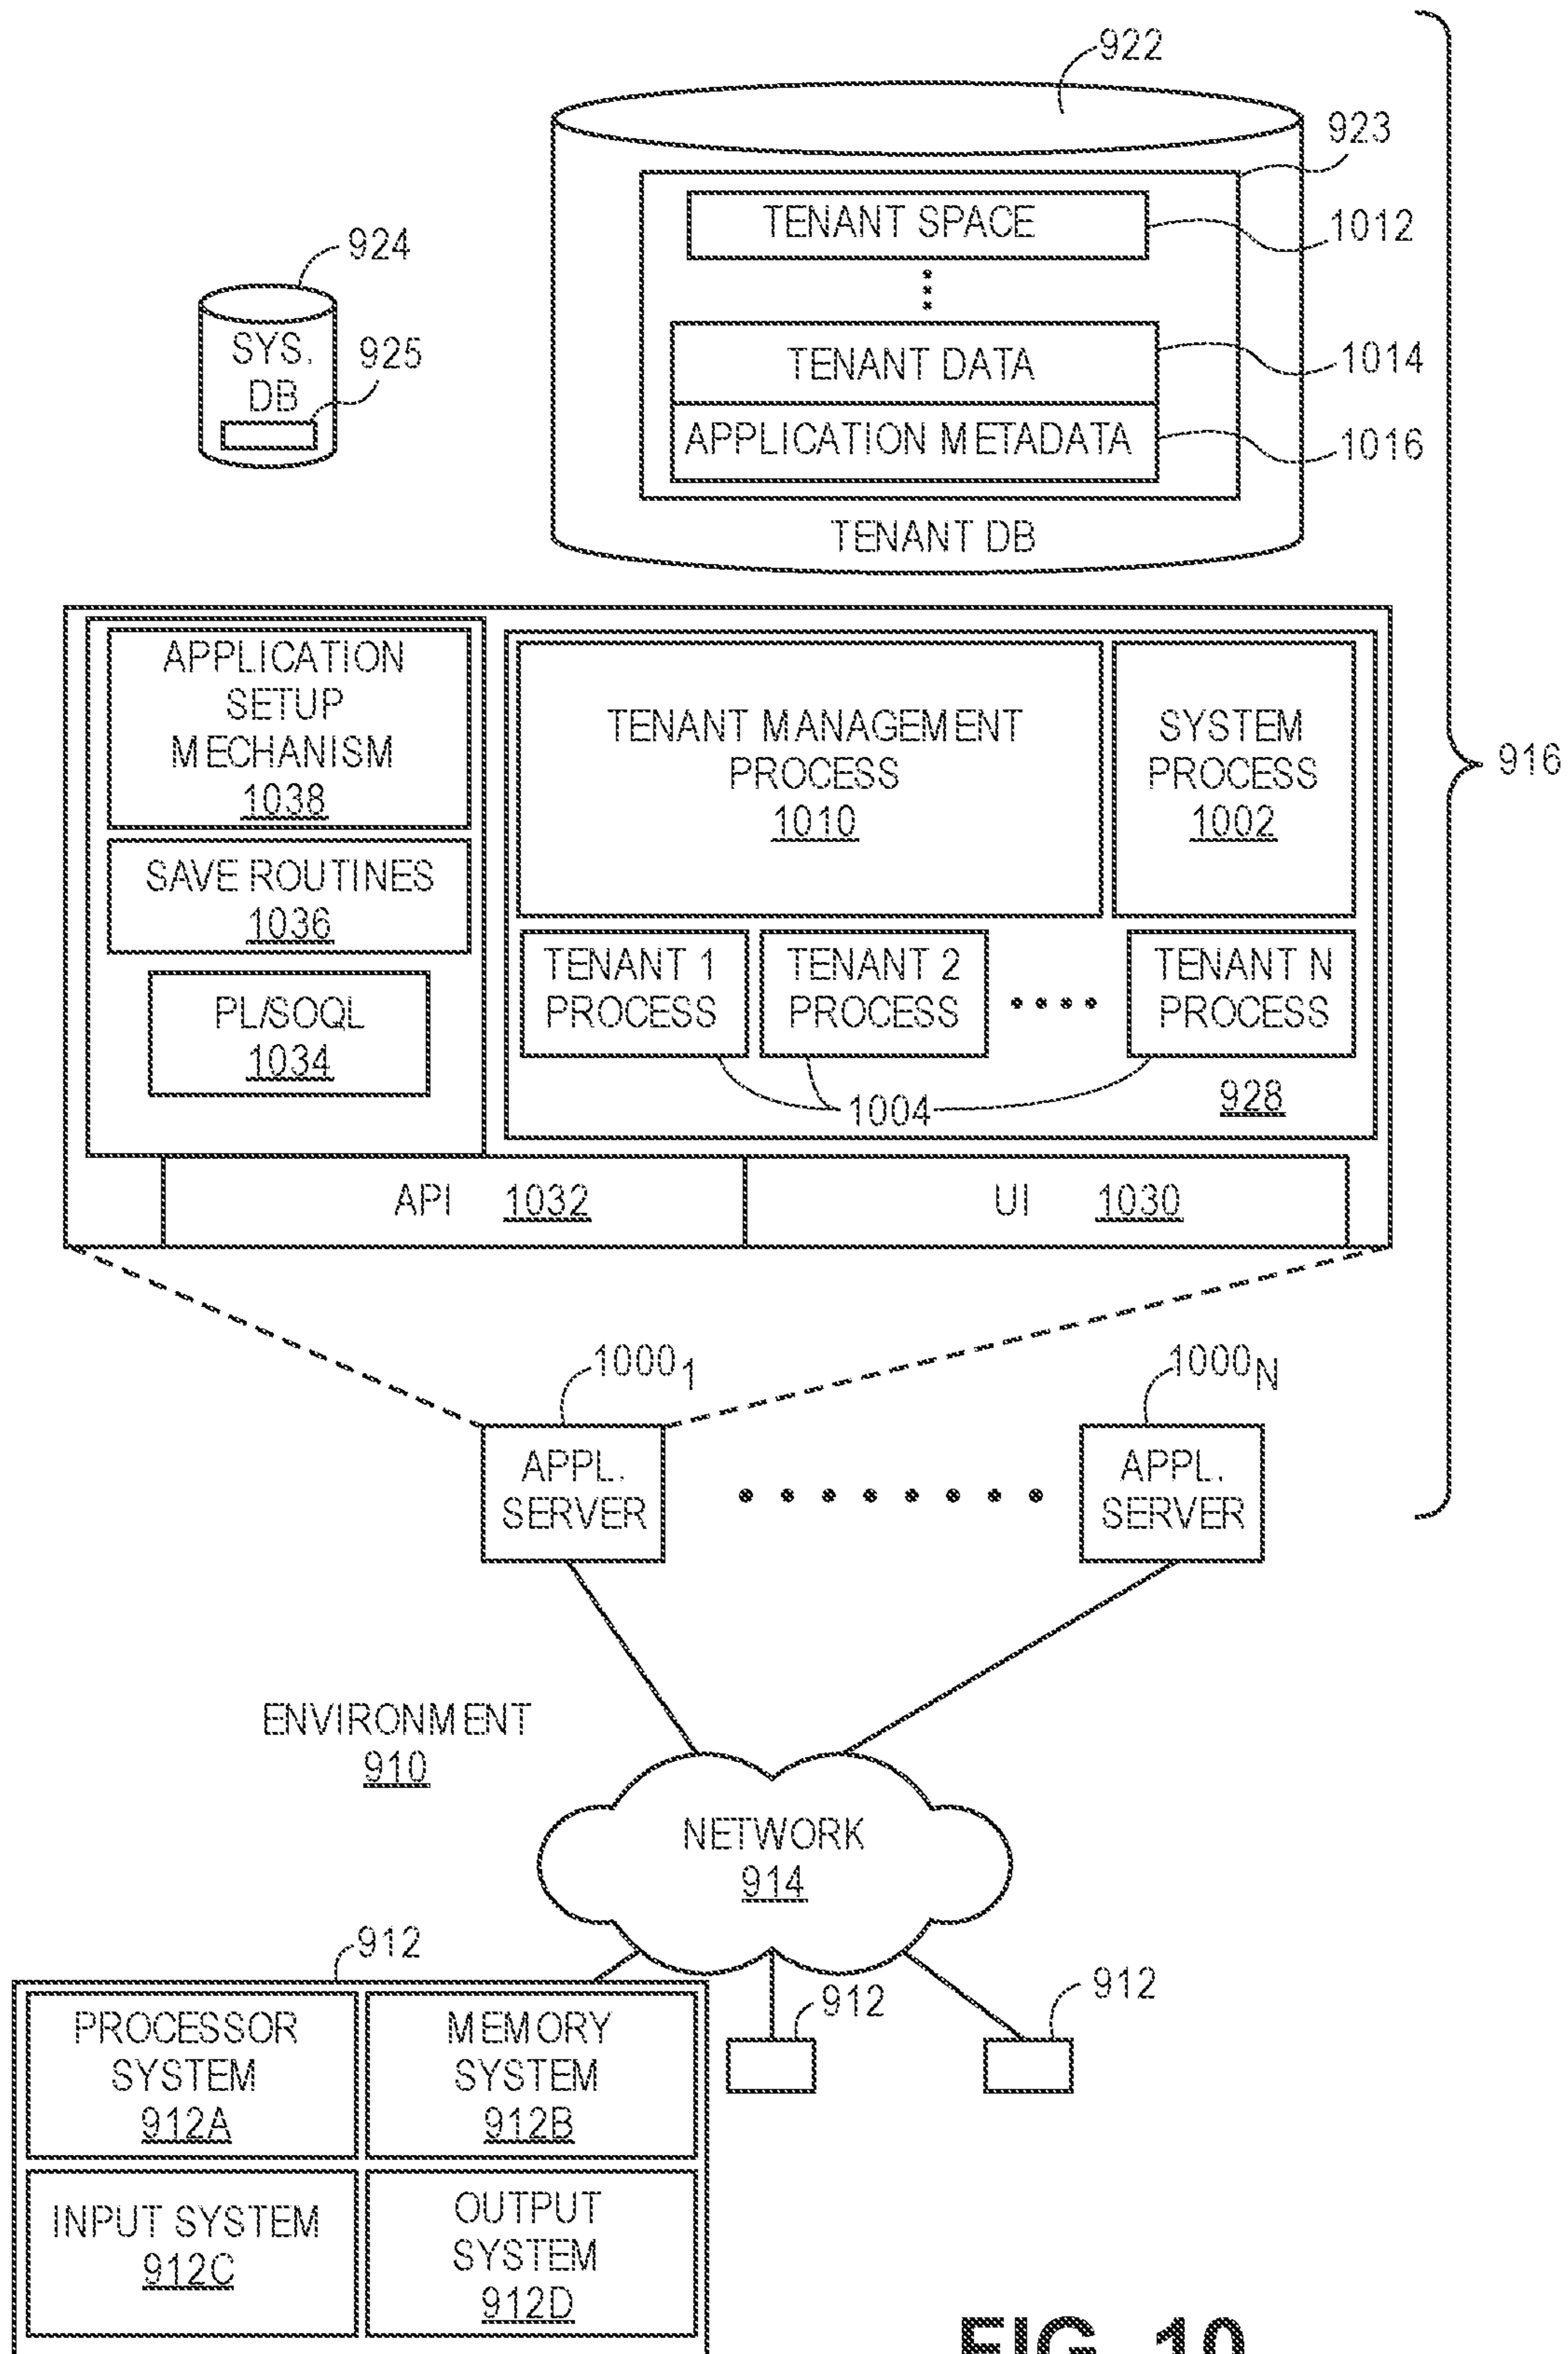 922
923
TENANT SPACE
1012
924
SYS.
DB
925
TENANT DATA
1014
APPLICATION METADATA
1016
TENANT DB
APPLICATION
SETUP
MECHANISM
1038
TENANT MANAGEMENT
PROCESS
1010
SYSTEM
PROCESS
1002
916
SAVE ROUTINES
1036
TENANT 1
PROCESS
TENANT 2
PROCESS
TENANT N
PROCESS
PL/SOQL
1034
1004
928
API 1032
UI 1030
1000₁
1000N
APPL.
SERVER
APPL.
SERVER
ENVIRONMENT
910
NETWORK
914
912
912
912
PROCESSOR
SYSTEM
912A
MEMORY
SYSTEM
912B
INPUT SYSTEM
912C
OUTPUT
SYSTEM
912D
FIG. 10